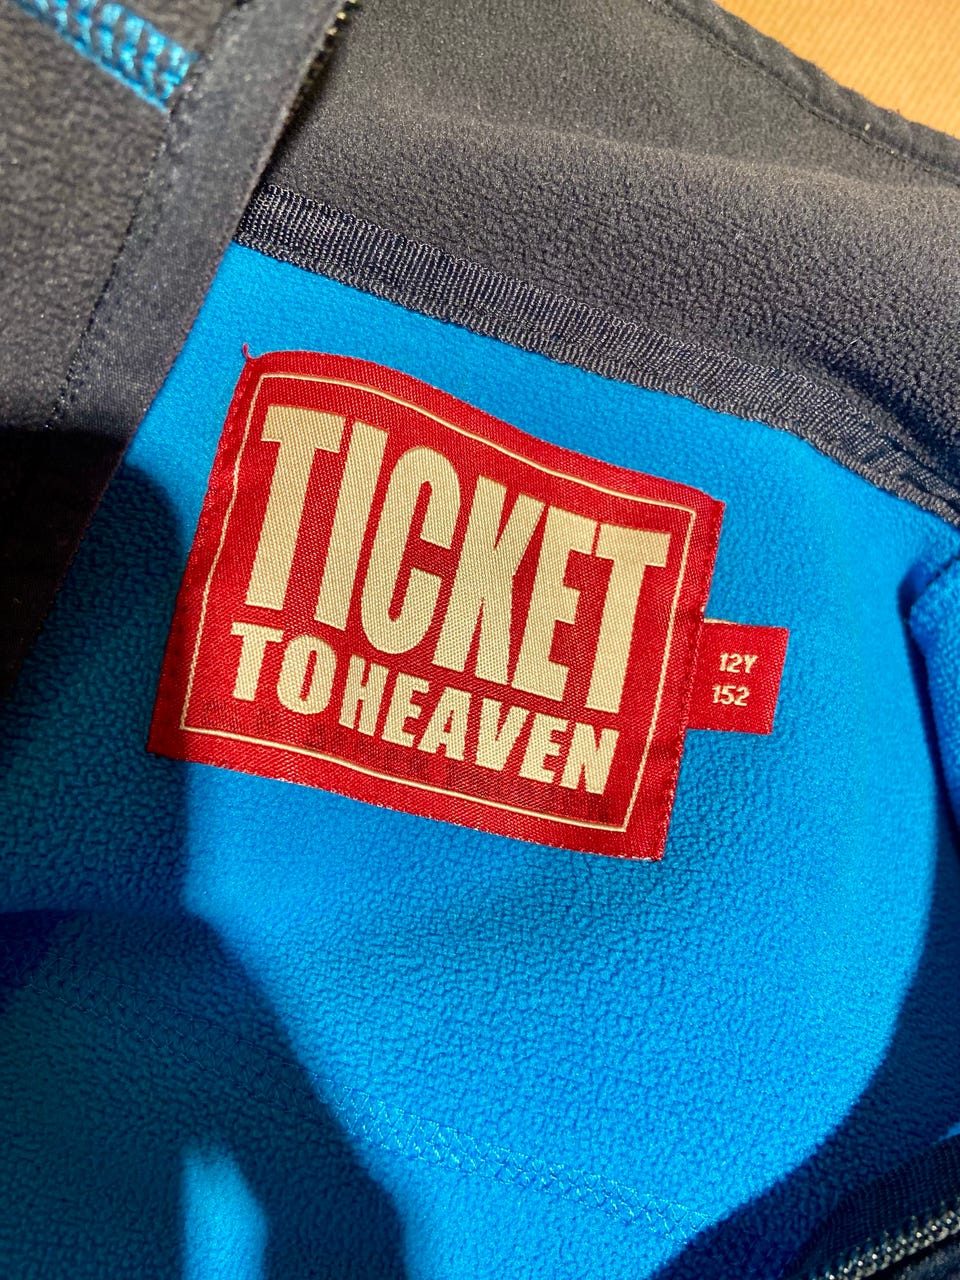 TICKET
TO HEAVEN
12Y
152